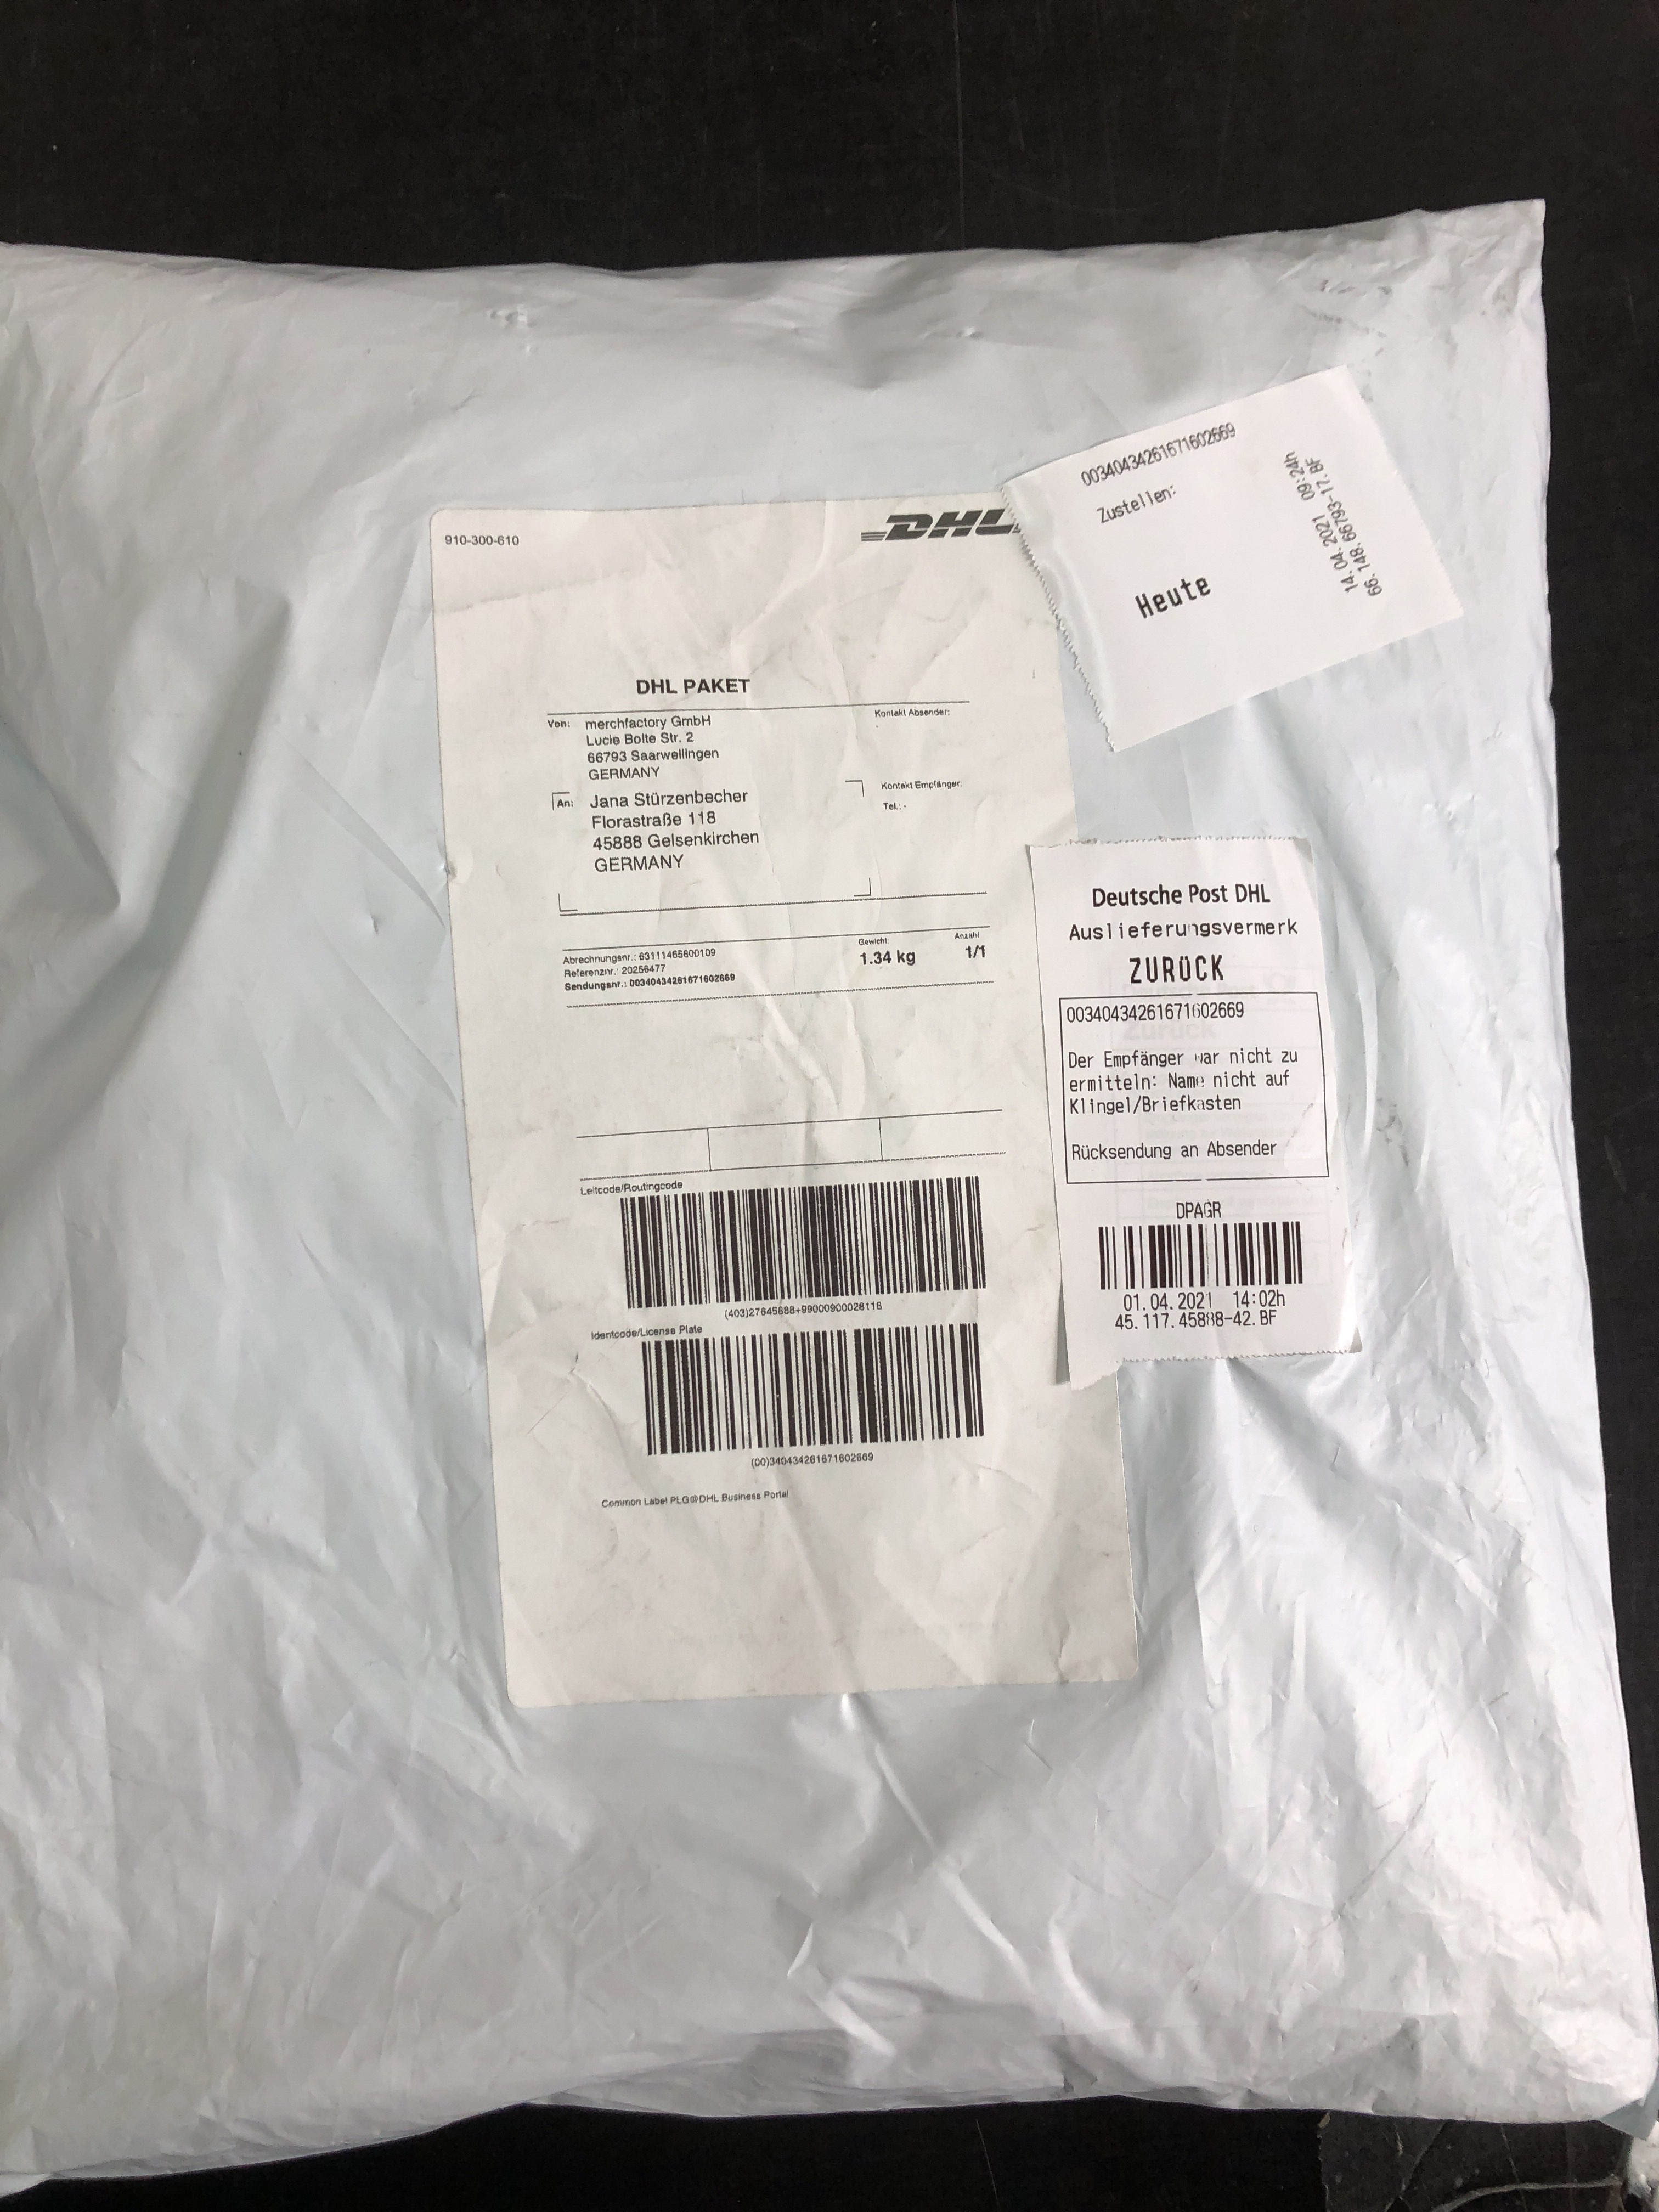 910-300-610
DHL
DHL PAKET
Von: merchfactory GmbH
Lucie Bolte Str. 2
66793 Saarwellingen
GERMANY
Kontakt Absender:
An: Jana Stürzenbecher
Florastraße 118
45888 Gelsenkirchen
GERMANY
Kontakt Empfänger:
Tel.: -
Abrechnungsnr.: 63111465600109
Referenznr.: 20256477
Sendungsnr.: 00340434261671602669
Gewicht:
1.34 kg
Anzahl
1/1
Leitcode/Routingcode
(403)27645888+99000900026118
Identcode/License Plate
(00)340434261671602669
Common Label PLG@DHL Business Portal
00340434261671602669
Zustellen:
Heute
14.04.2021 09:24h
66.148.66793-17.BF
Deutsche Post DHL
Auslieferungsvermerk
ZURÜCK
00340434261671602669
Der Empfänger war nicht zu
ermitteln: Name nicht auf
Klingel/Briefkasten
Rücksendung an Absender
DPAGR
01.04.2021 14:02h
45.117.45888-42.BF